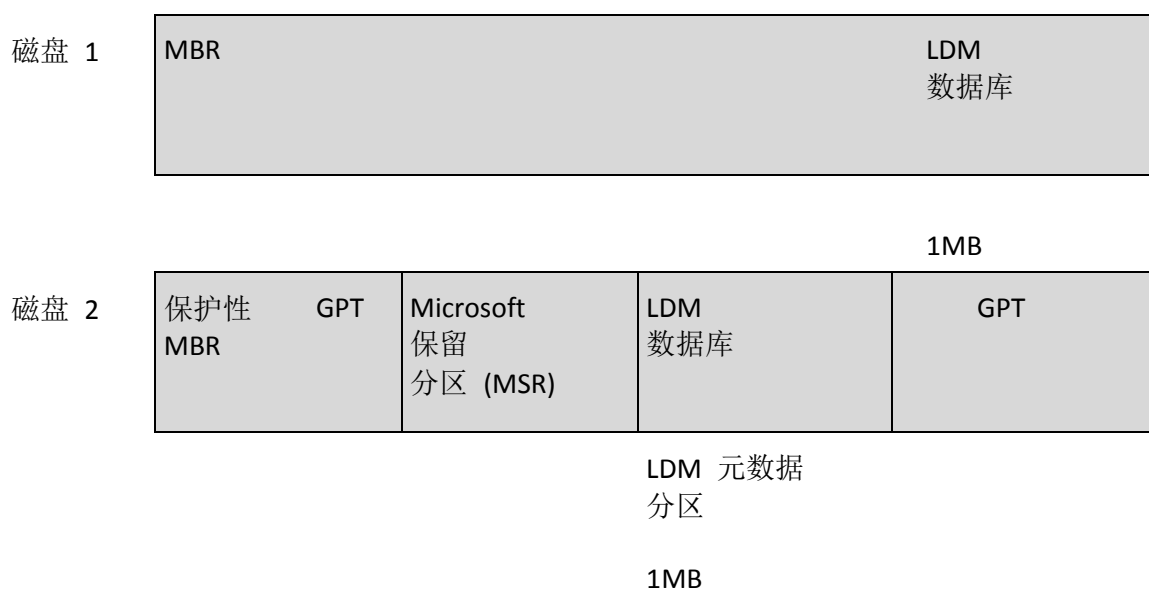 磁盘 1
MBR
LDM
数据库
1MB
磁盘 2
保护性
MBR
GPT
Microsoft
保留
分区 (MSR)
LDM
数据库
GPT
LDM 元数据
分区
1MB